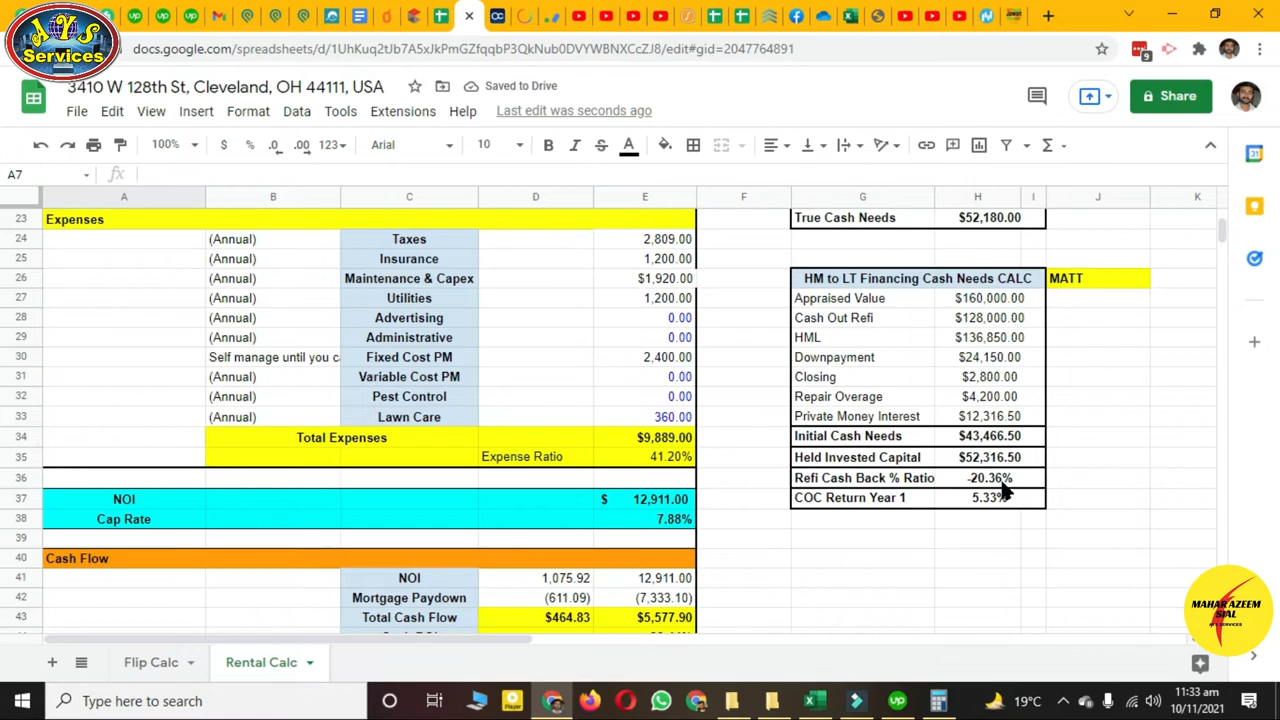 AYS
Services
docs.google.com/spreadsheets/d/1UhKuq2tJb7A5xJkPmGZfqqbP3QkNub0DVYWBNXCcZJ8/edit#gid=2047764891
9
3410 W 128th St, Cleveland, OH 44111, USA
Saved to Drive
File Edit View Insert Format Data Tools Extensions Help Last edit was seconds ago
Share
100% $ % .0 .00 123 Arial 10 B I S A
A7 fx
A B C D E F G H I J K
23 Expenses True Cash Needs $52,180.00
24 (Annual) Taxes 2,809.00
25 (Annual) Insurance 1,200.00
26 (Annual) Maintenance & Capex $1,920.00 HM to LT Financing Cash Needs CALC MATT
27 (Annual) Utilities 1,200.00 Appraised Value $160,000.00
28 (Annual) Advertising 0.00 Cash Out Refi $128,000.00
29 (Annual) Administrative 0.00 HML $136,850.00
30 Self manage until you c Fixed Cost PM 2,400.00 Downpayment $24,150.00
31 (Annual) Variable Cost PM 0.00 Closing $2,800.00
32 (Annual) Pest Control 0.00 Repair Overage $4,200.00
33 (Annual) Lawn Care 360.00 Private Money Interest $12,316.50
34 Total Expenses $9,889.00 Initial Cash Needs $43,466.50
35 Expense Ratio 41.20% Held Invested Capital $52,316.50
36 Refi Cash Back % Ratio -20.36%
37 NOI $ 12,911.00 COC Return Year 1 5.33%
38 Cap Rate 7.88%
39
40 Cash Flow
41 NOI 1,075.92 12,911.00
42 Mortgage Paydown (611.09) (7,333.10)
43 Total Cash Flow $464.83 $5,577.90
MAHAR AZEEM
SIAL
AYS SERVICES
Flip Calc Rental Calc
Type here to search
19°C
11:33 am
10/11/2021